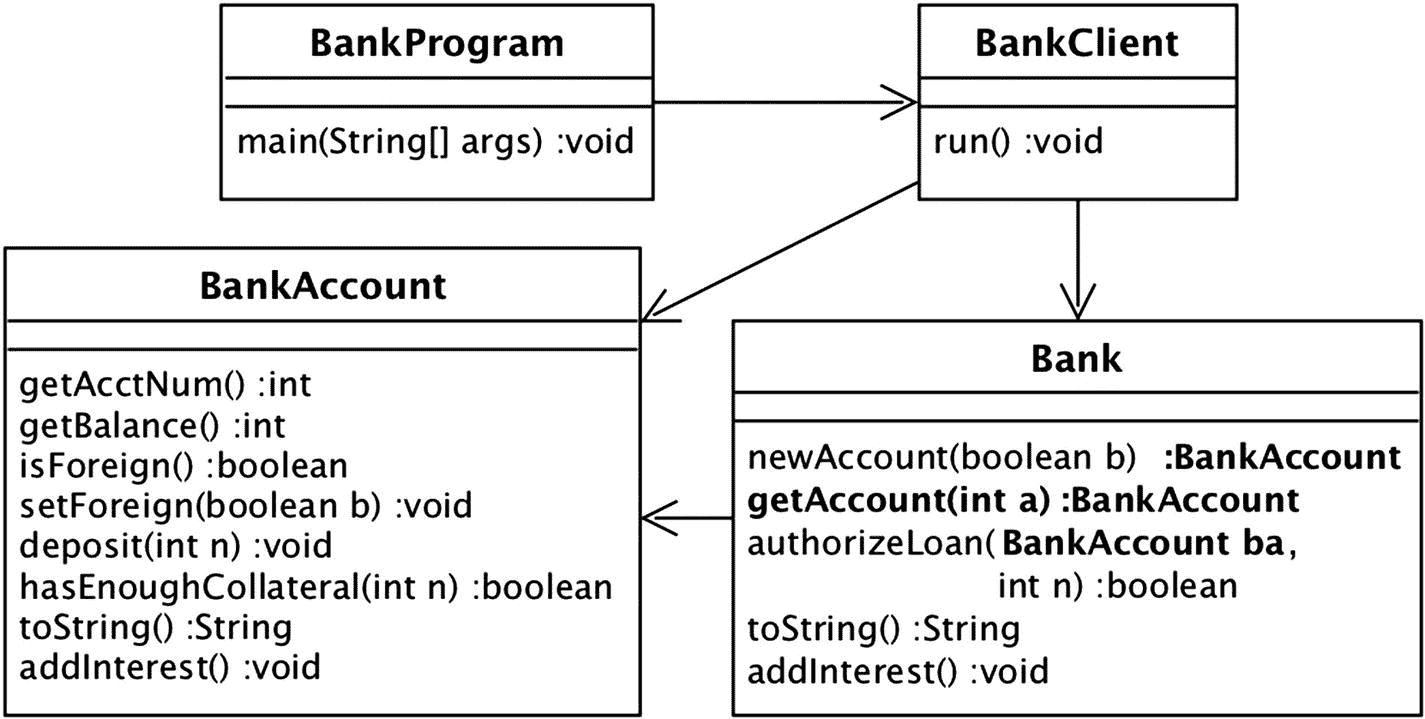 BankProgram
main(String[] args) :void
BankClient
run() :void
BankAccount
getAcctNum() :int
getBalance() :int
isForeign() :boolean
setForeign(boolean b) :void
deposit(int n) :void
hasEnoughCollateral(int n) :boolean
toString() :String
addInterest() :void
Bank
newAccount(boolean b) :BankAccount
getAccount(int a) :BankAccount
authorizeLoan( BankAccount ba,
int n) :boolean
toString() :String
addInterest() :void